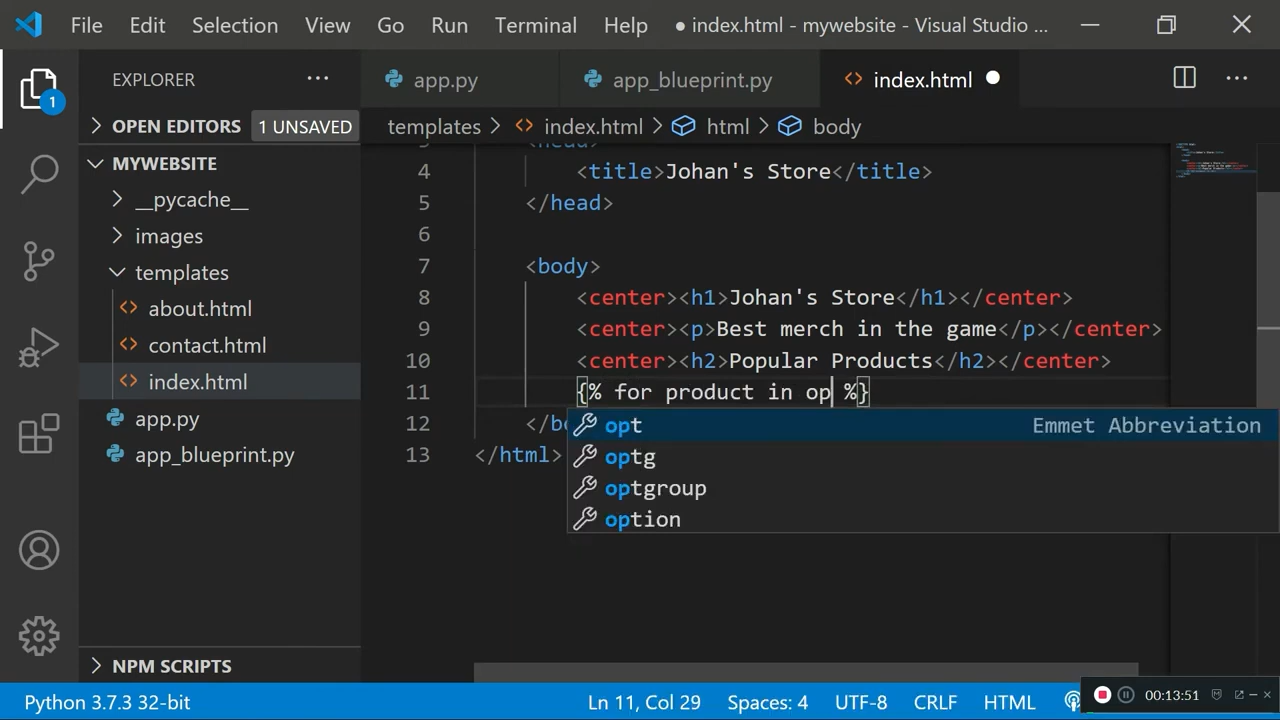 File Edit Selection View Go Run Terminal Help ● index.html - mywebsite - Visual Studio ...
EXPLORER
app.py
app_blueprint.py
index.html
1
OPEN EDITORS 1 UNSAVED
templates > index.html > html > body
MYWEBSITE
__pycache__
images
templates
about.html
contact.html
index.html
app.py
app_blueprint.py
4 <title>Johan's Store</title>
5 </head>
6
7 <body>
8 <center><h1>Johan's Store</h1></center>
9 <center><p>Best merch in the game</p></center>
10 <center><h2>Popular Products</h2></center>
11 {% for product in op %}
12 </bo
13 </html>
opt Emmet Abbreviation
optg
optgroup
option
NPM SCRIPTS
Python 3.7.3 32-bit Ln 11, Col 29 Spaces: 4 UTF-8 CRLF HTML
00:13:51